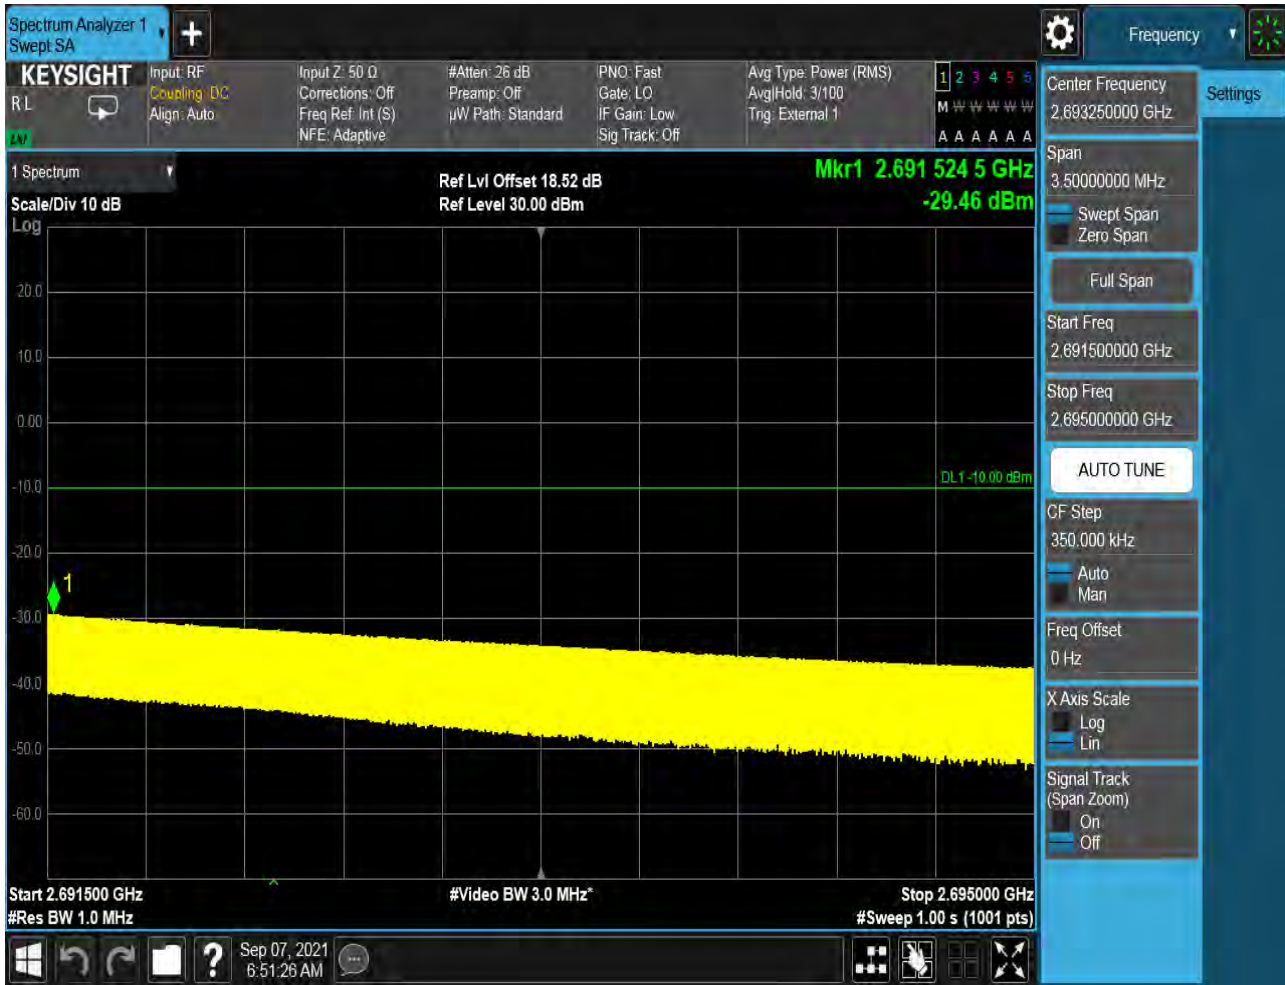 Spectrum Analyzer 1
Swept SA
Frequency
KEYSIGHT
R L
LXI
Input: RF
Coupling: DC
Align: Auto
Input Z: 50 Ω
Corrections: Off
Freq Ref: Int (S)
NFE: Adaptive
#Atten: 26 dB
Preamp: Off
µW Path: Standard
PNO: Fast
Gate: LO
IF Gain: Low
Sig Track: Off
Avg Type: Power (RMS)
Avg|Hold: 3/100
Trig: External 1
1 2 3 4 5 6
M W W W W W
A A A A A A
1 Spectrum
Scale/Div 10 dB
Log
Ref Lvl Offset 18.52 dB
Ref Level 30.00 dBm
Mkr1 2.691 524 5 GHz
-29.46 dBm
20.0
10.0
0.00
-10.0
-20.0
-30.0
-40.0
-50.0
-60.0
DL1 -10.00 dBm
1
Start 2.691500 GHz
#Res BW 1.0 MHz
#Video BW 3.0 MHz*
Stop 2.695000 GHz
#Sweep 1.00 s (1001 pts)
Center Frequency
2.693250000 GHz
Settings
Span
3.50000000 MHz
Swept Span
Zero Span
Full Span
Start Freq
2.691500000 GHz
Stop Freq
2.695000000 GHz
AUTO TUNE
CF Step
350.000 kHz
Auto
Man
Freq Offset
0 Hz
X Axis Scale
Log
Lin
Signal Track
(Span Zoom)
On
Off
?
Sep 07, 2021
6:51:26 AM